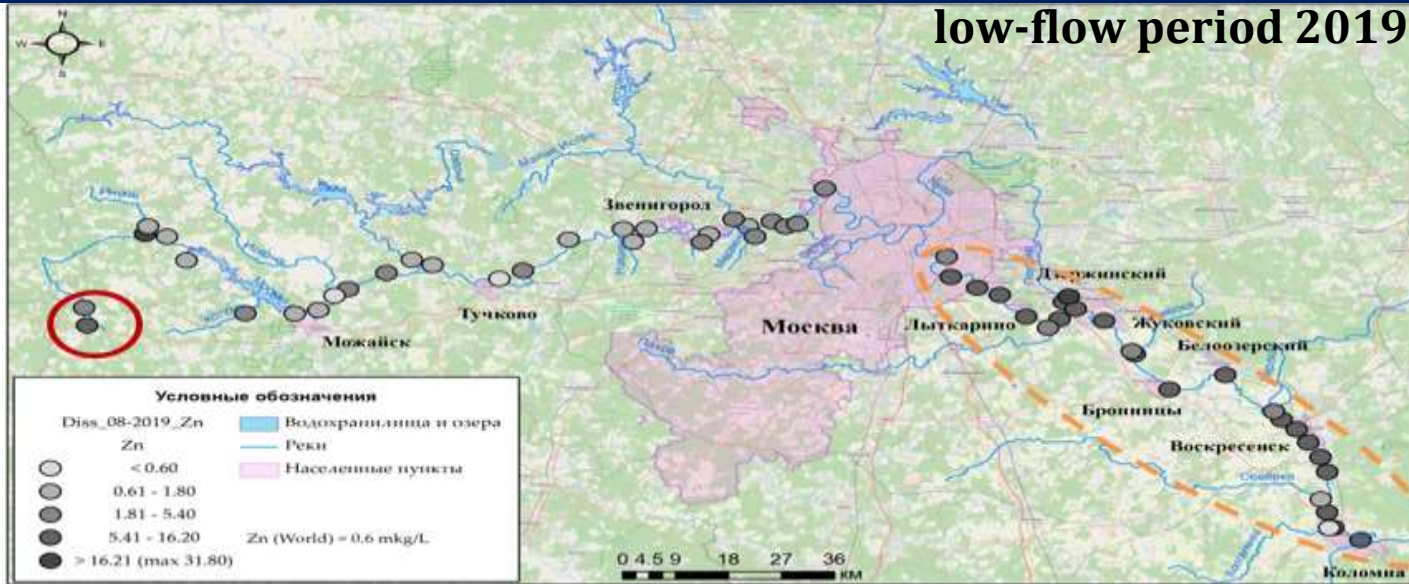 low-flow period 2019
N
W
E
S
Звенигород
Дзержинский
Тучково
Лыткарино
Жуковский
Москва
Можайск
Белоозерский
Бронницы
Воскресенск
Коломна
Условные обозначения
Diss_08-2019_Zn
Водохранилища и озера
Zn
Реки
< 0.60
Населенные пункты
0.61 - 1.80
1.81 - 5.40
5.41 - 16.20
Zn (World) = 0.6 mkg/L
> 16.21 (max 31.80)
0 4.5 9 18 27 36
КМ